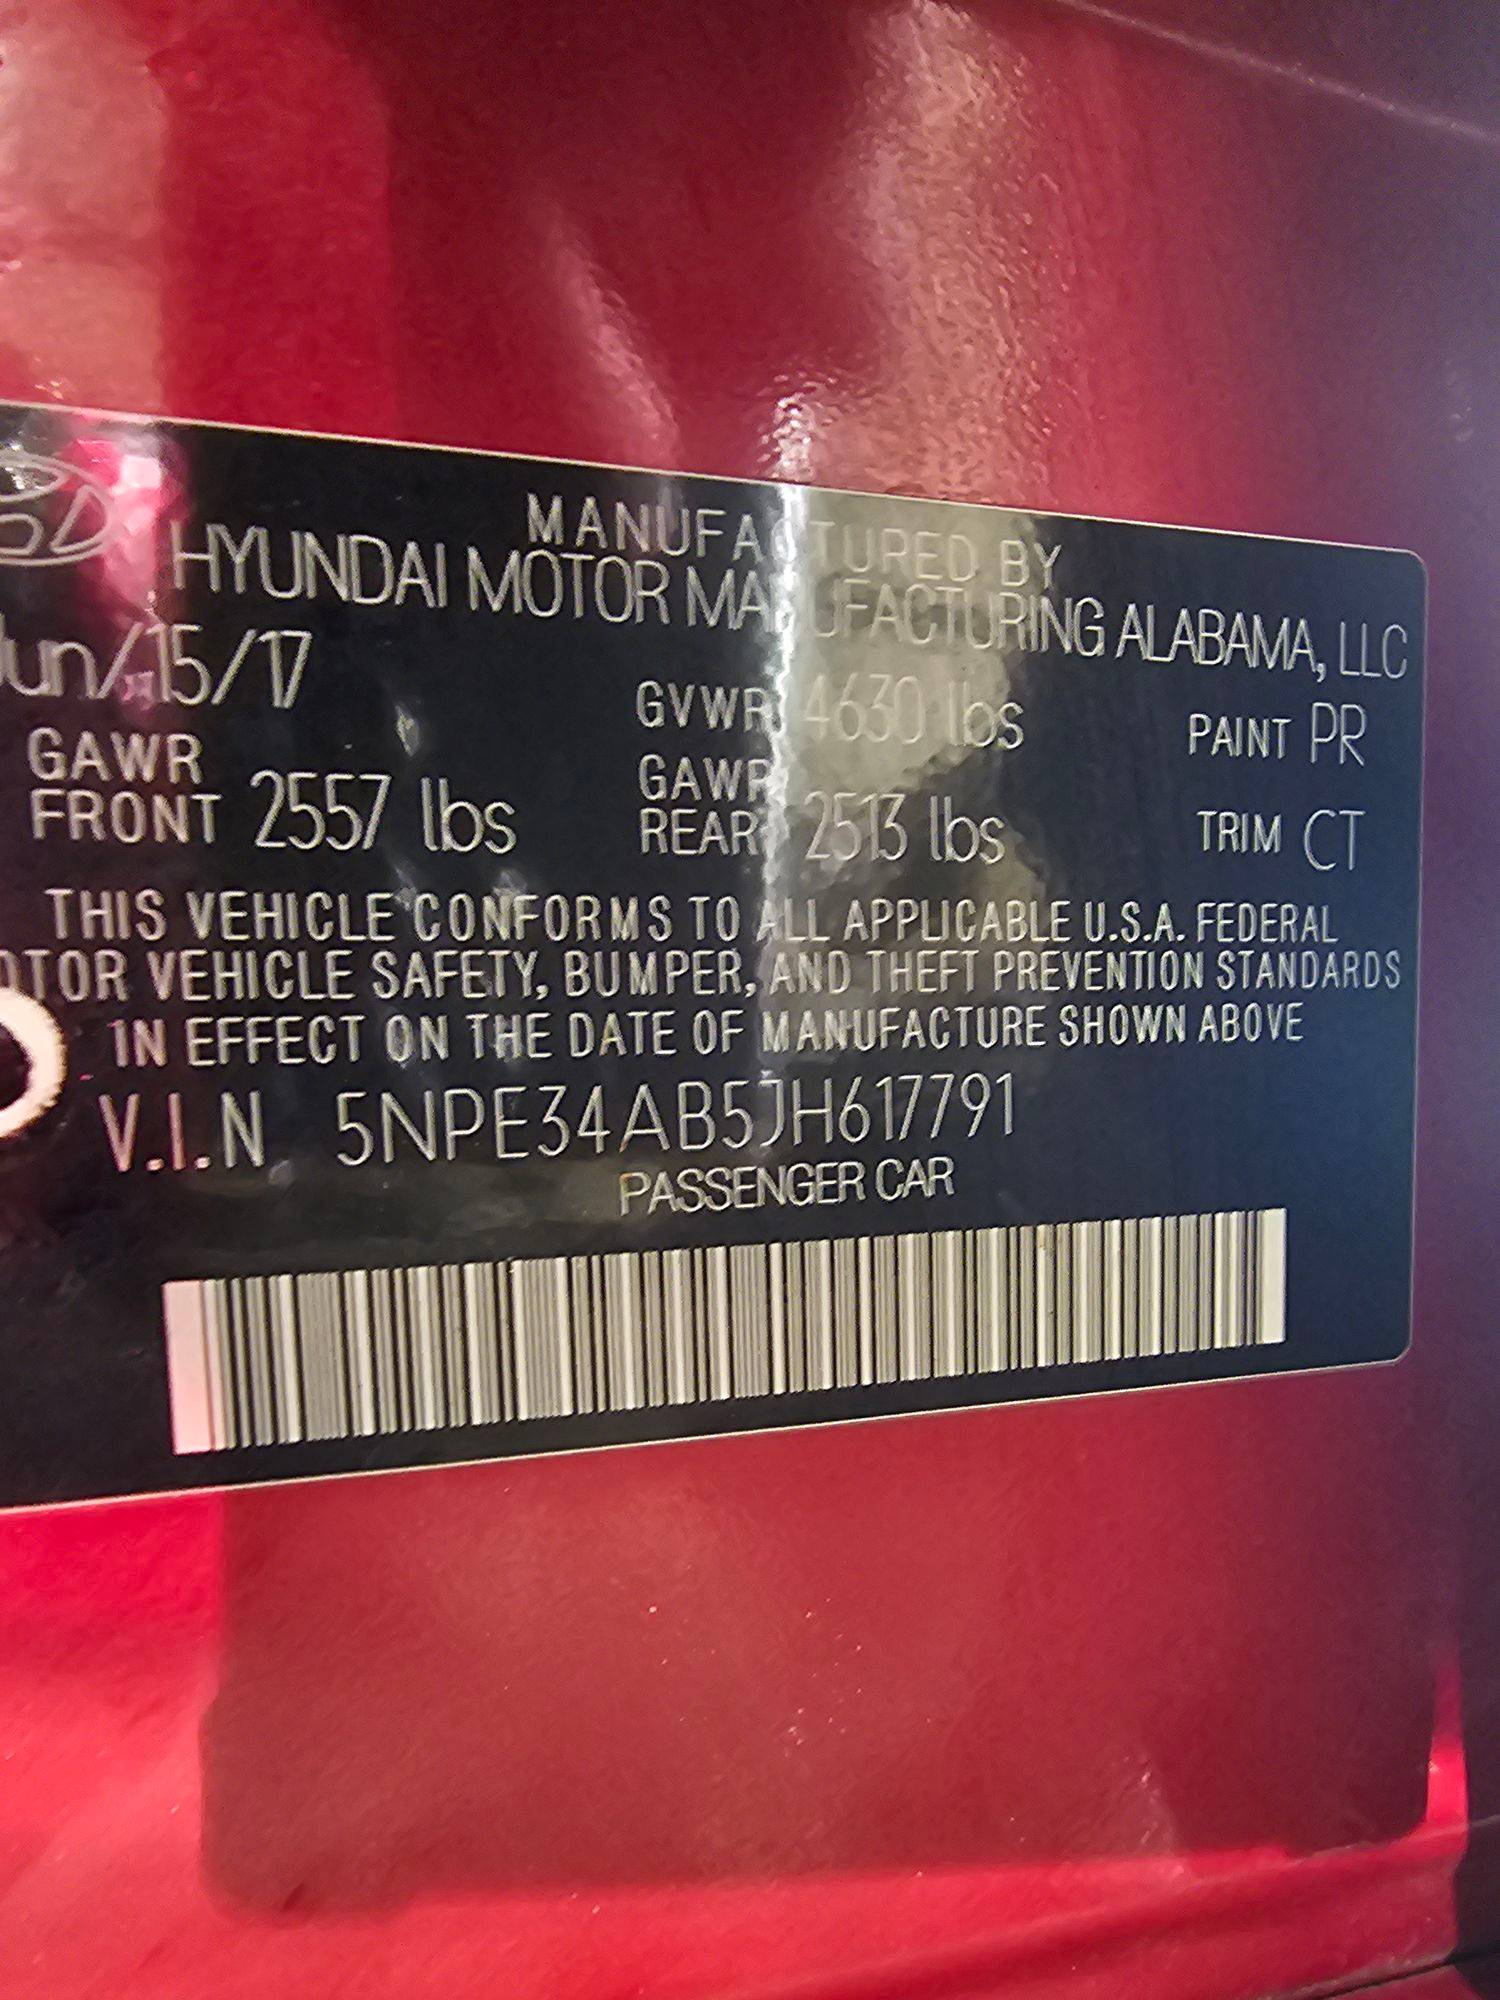 MANUFACTURED BY
HYUNDAI MOTOR MANUFACTURING ALABAMA, LLC
Jun/15/17
GVWR 4630 lbs
PAINT PR
GAWR FRONT 2557 lbs
GAWR REAR 2513 lbs
TRIM CT
THIS VEHICLE CONFORMS TO ALL APPLICABLE U.S.A. FEDERAL
OTOR VEHICLE SAFETY, BUMPER, AND THEFT PREVENTION STANDARDS
IN EFFECT ON THE DATE OF MANUFACTURE SHOWN ABOVE
V.I.N 5NPE34AB5JH617791
PASSENGER CAR